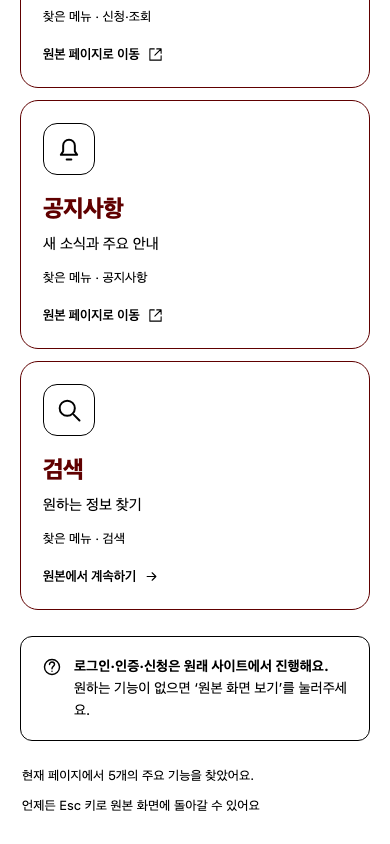 찾은 메뉴 · 신청·조회
원본 페이지로 이동
공지사항
새 소식과 주요 안내
찾은 메뉴 · 공지사항
원본 페이지로 이동
검색
원하는 정보 찾기
찾은 메뉴 · 검색
원본에서 계속하기 →
로그인·인증·신청은 원래 사이트에서 진행해요.
원하는 기능이 없으면 ‘원본 화면 보기’를 눌러주세
요.
현재 페이지에서 5개의 주요 기능을 찾았어요.
언제든 Esc 키로 원본 화면에 돌아갈 수 있어요